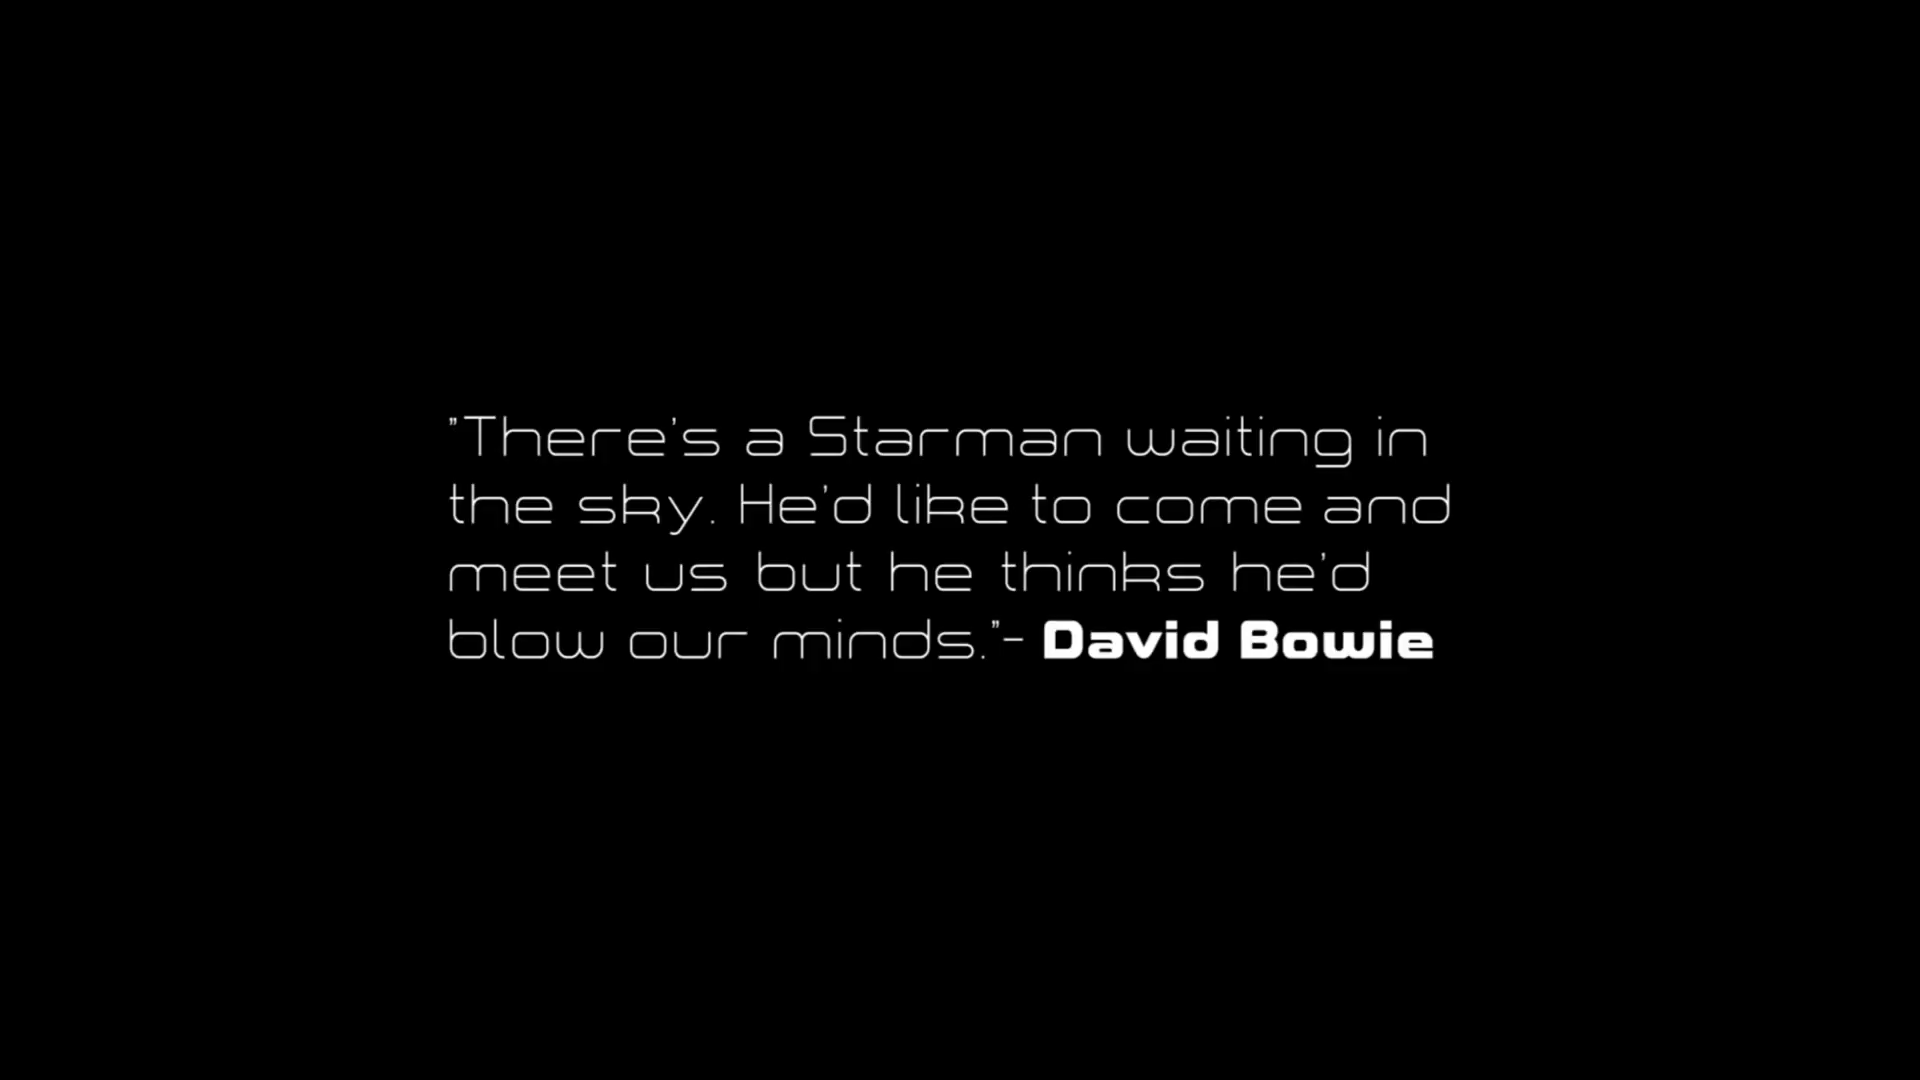 "There's a Starman waiting in
the sky. He'd like to come and
meet us but he thinks he'd
blow our minds."- David Bowie